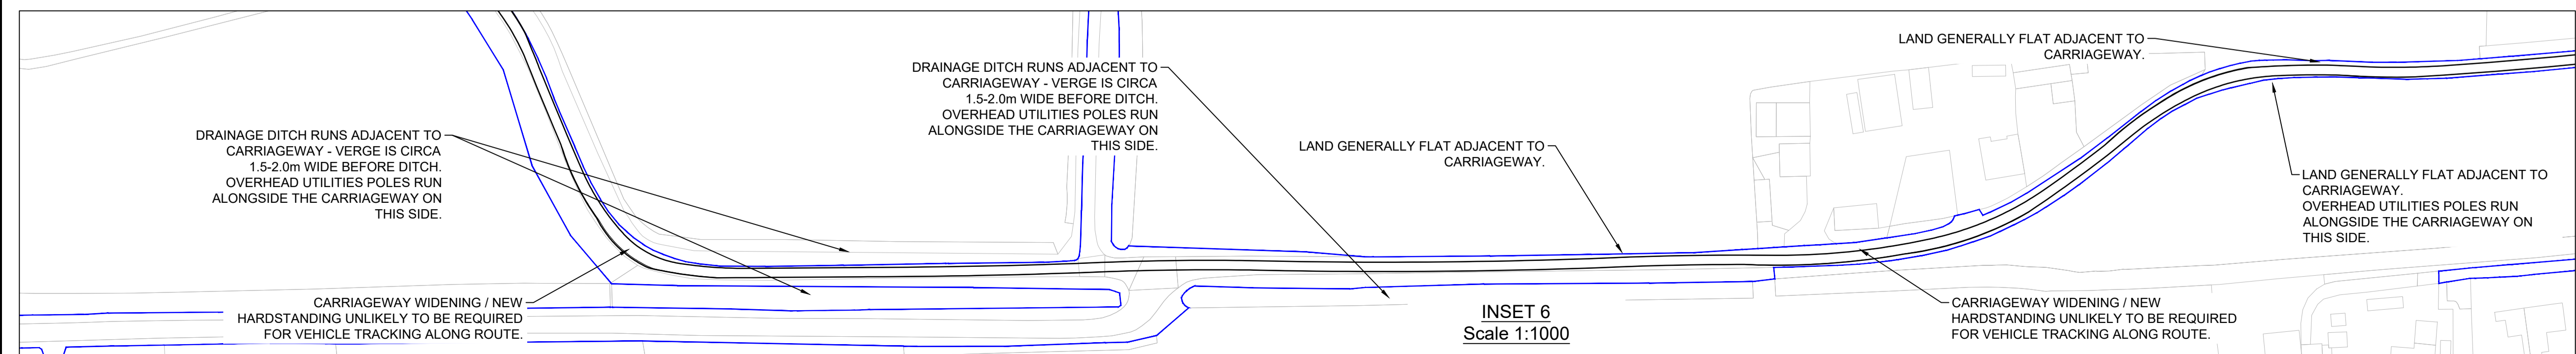 DRAINAGE DITCH RUNS ADJACENT TO
CARRIAGEWAY - VERGE IS CIRCA
1.5-2.0m WIDE BEFORE DITCH.
OVERHEAD UTILITIES POLES RUN
ALONGSIDE THE CARRIAGEWAY ON
THIS SIDE.
CARRIAGEWAY WIDENING / NEW
HARDSTANDING UNLIKELY TO BE REQUIRED
FOR VEHICLE TRACKING ALONG ROUTE.
DRAINAGE DITCH RUNS ADJACENT TO
CARRIAGEWAY - VERGE IS CIRCA
1.5-2.0m WIDE BEFORE DITCH.
OVERHEAD UTILITIES POLES RUN
ALONGSIDE THE CARRIAGEWAY ON
THIS SIDE.
LAND GENERALLY FLAT ADJACENT TO
CARRIAGEWAY.
INSET 6
Scale 1:1000
LAND GENERALLY FLAT ADJACENT TO
CARRIAGEWAY.
LAND GENERALLY FLAT ADJACENT TO
CARRIAGEWAY.
OVERHEAD UTILITIES POLES RUN
ALONGSIDE THE CARRIAGEWAY ON
THIS SIDE.
CARRIAGEWAY WIDENING / NEW
HARDSTANDING UNLIKELY TO BE REQUIRED
FOR VEHICLE TRACKING ALONG ROUTE.